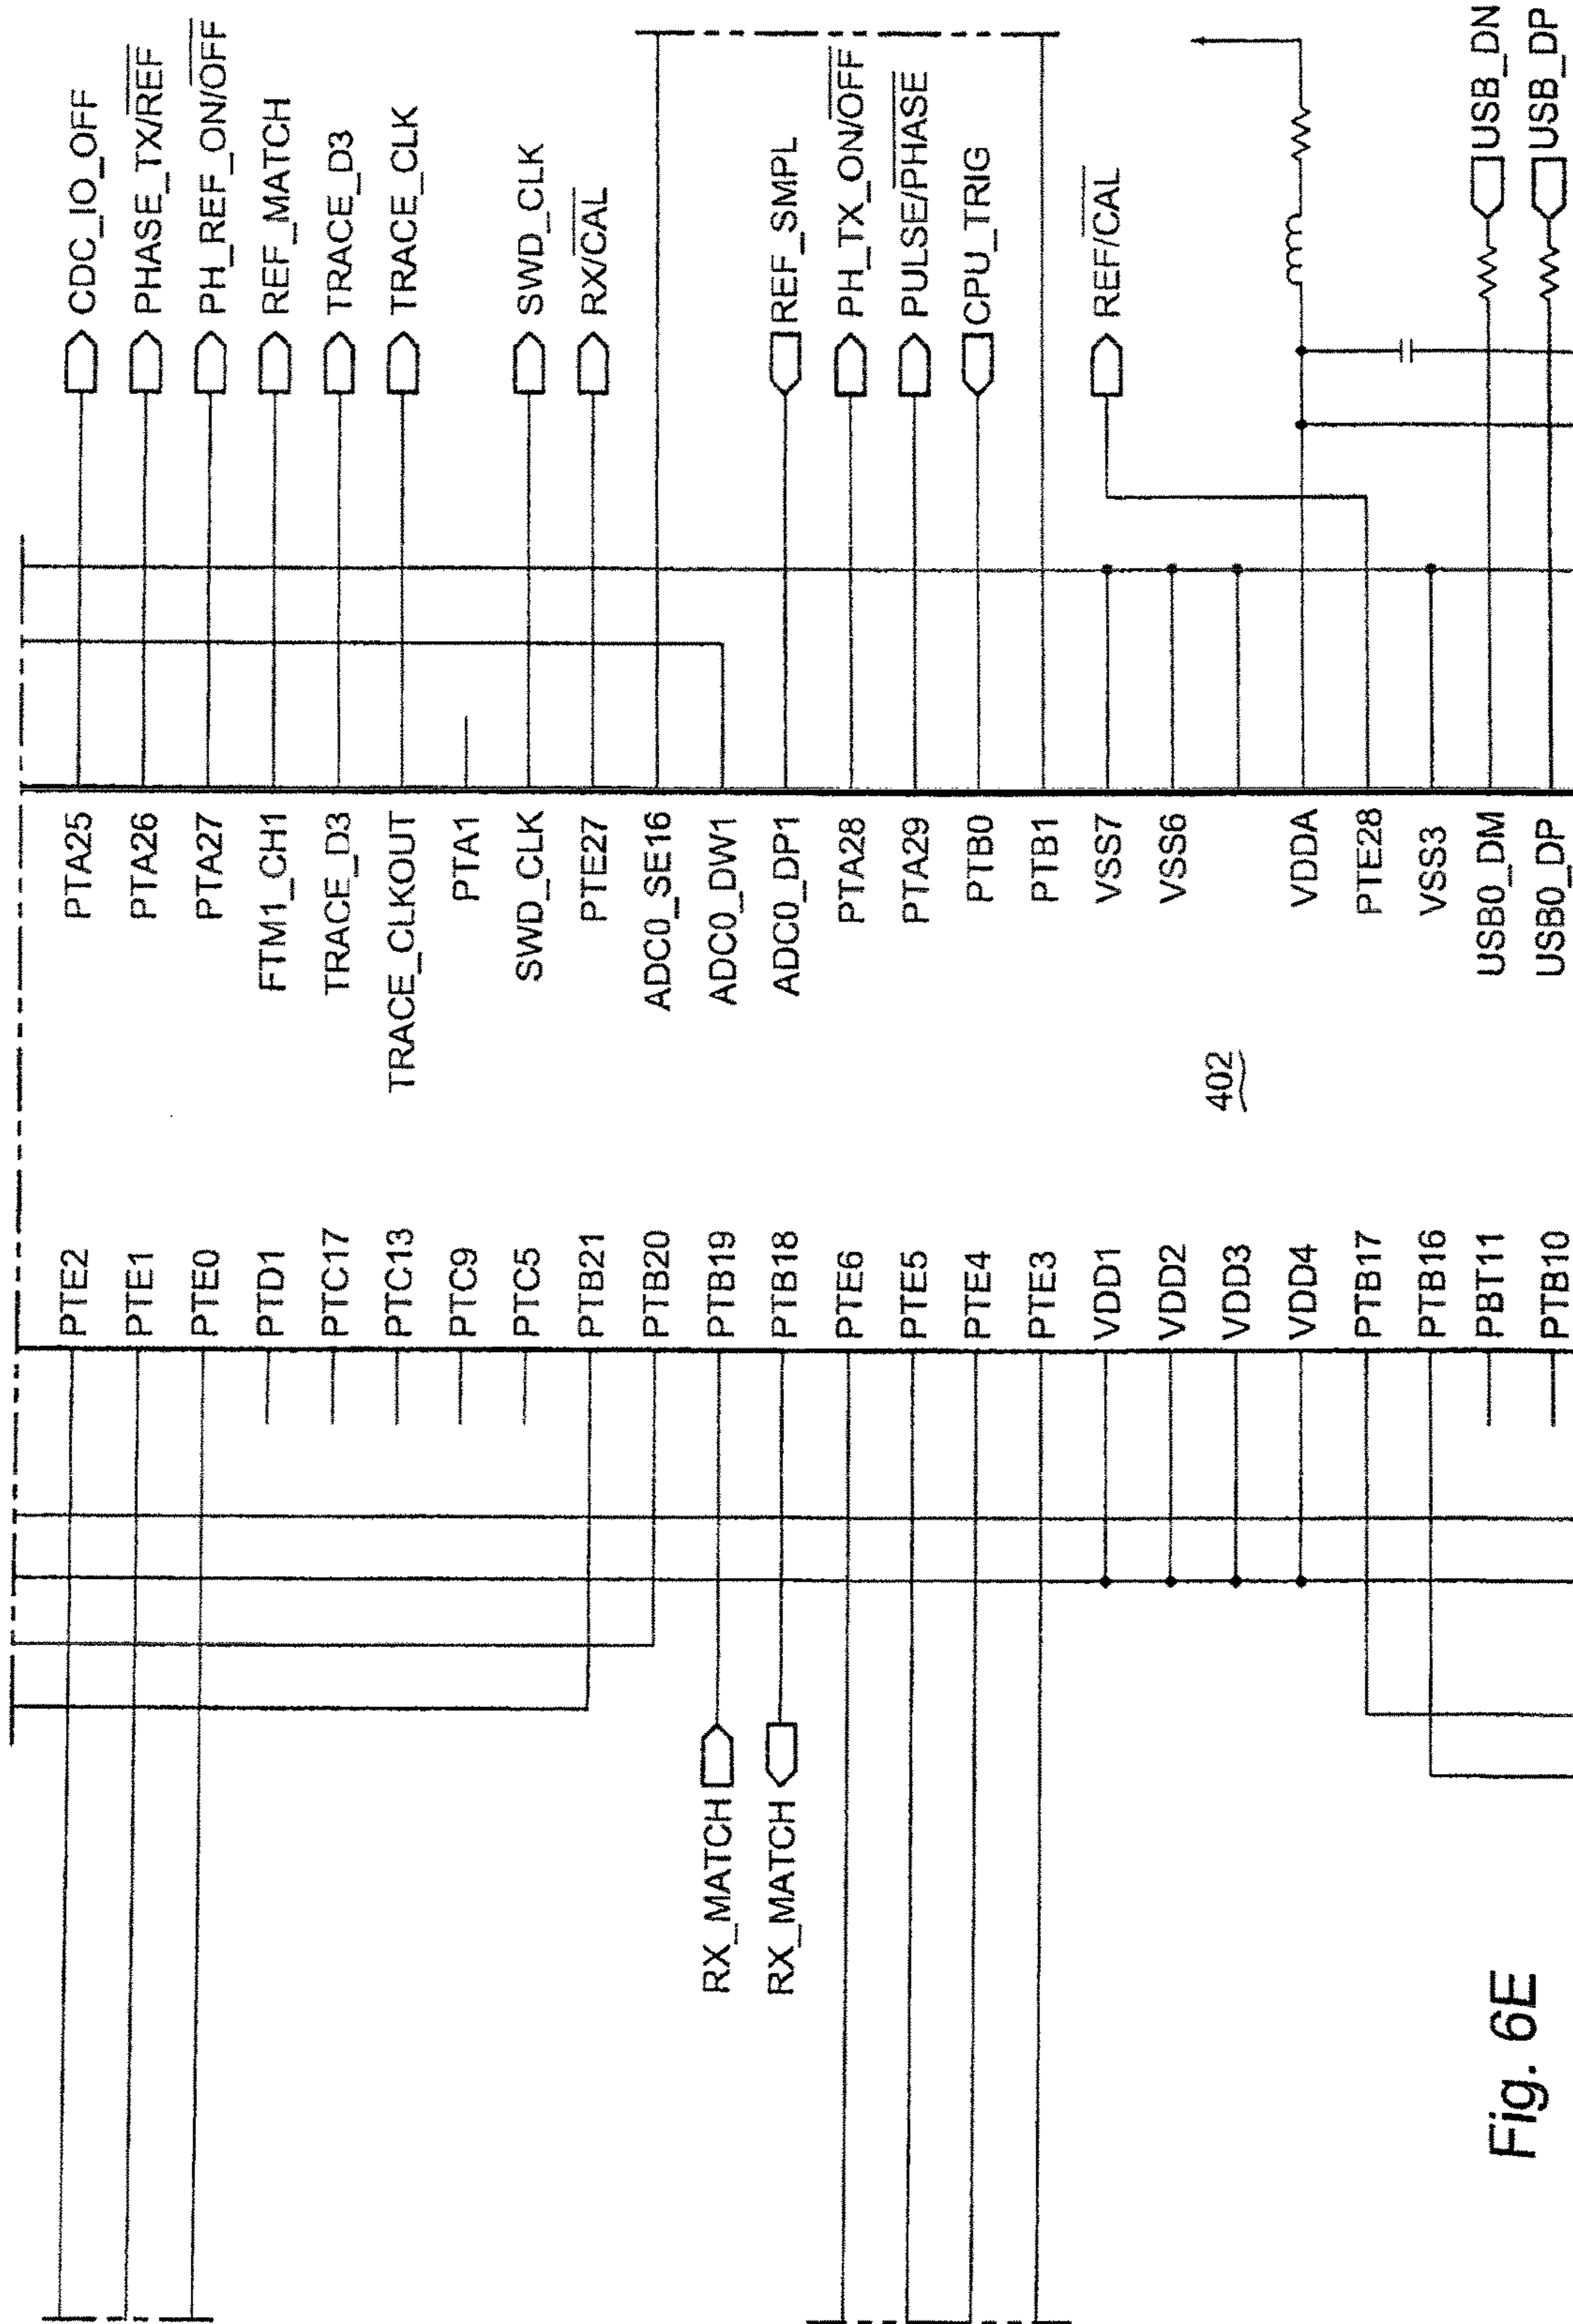 CDC_IO_OFF
PHASE_TX/REF
PH_REF_ON/OFF
REF_MATCH
TRACE_D3
TRACE_CLK
SWD_CLK
RX/CAL
REF_SMPL
PH_TX_ON/OFF
PULSE/PHASE
CPU_TRIG
REF/CAL
USB_DN
USB_DP
PTA25
PTA26
PTA27
FTM1_CH1
TRACE_D3
TRACE_CLKOUT
PTA1
SWD_CLK
PTE27
ADC0_SE16
ADC0_DW1
ADC0_DP1
PTA28
PTA29
PTB0
PTB1
VSS7
VSS6
VDDA
PTE28
VSS3
USB0_DM
USB0_DP
402
PTE2
PTE1
PTE0
PTD1
PTC17
PTC13
PTC9
PTC5
PTB21
PTB20
PTB19
PTB18
PTE6
PTE5
PTE4
PTE3
VDD1
VDD2
VDD3
VDD4
PTB17
PTB16
PBT11
PTB10
RX_MATCH
RX_MATCH
Fig. 6E